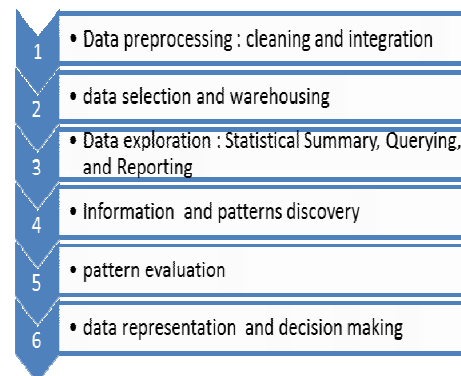 1
• Data preprocessing : cleaning and integration
2
• data selection and warehousing
3
• Data exploration : Statistical Summary, Querying,
and Reporting
4
• Information and patterns discovery
5
• pattern evaluation
6
• data representation and decision making